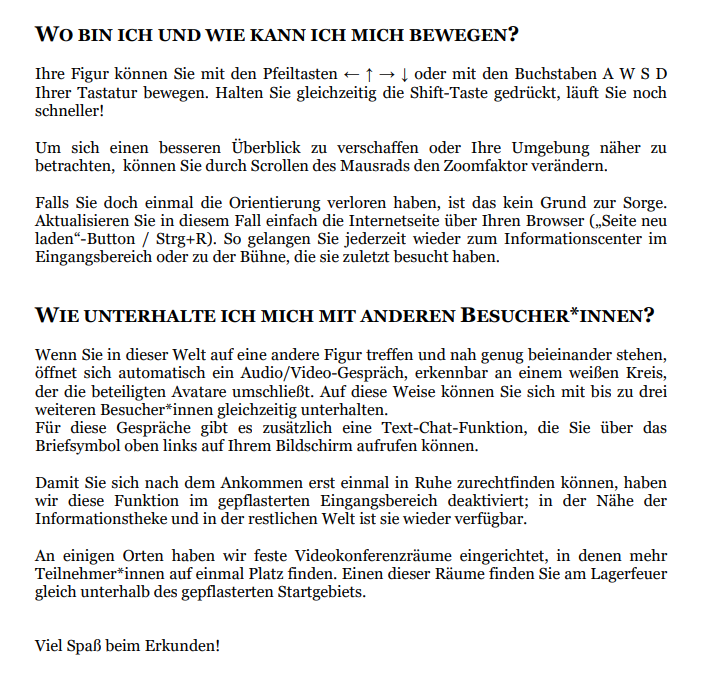 Wo bin ich und wie kann ich mich bewegen?
Ihre Figur können Sie mit den Pfeiltasten ← ↑ → ↓ oder mit den Buchstaben A W S D
Ihrer Tastatur bewegen. Halten Sie gleichzeitig die Shift-Taste gedrückt, läuft Sie noch
schneller!
Um sich einen besseren Überblick zu verschaffen oder Ihre Umgebung näher zu
betrachten, können Sie durch Scrollen des Mausrads den Zoomfaktor verändern.
Falls Sie doch einmal die Orientierung verloren haben, ist das kein Grund zur Sorge.
Aktualisieren Sie in diesem Fall einfach die Internetseite über Ihren Browser („Seite neu
laden“-Button / Strg+R). So gelangen Sie jederzeit wieder zum Informationscenter im
Eingangsbereich oder zu der Bühne, die sie zuletzt besucht haben.
Wie unterhalte ich mich mit anderen Besucher*innen?
Wenn Sie in dieser Welt auf eine andere Figur treffen und nah genug beieinander stehen,
öffnet sich automatisch ein Audio/Video-Gespräch, erkennbar an einem weißen Kreis,
der die beteiligten Avatare umschließt. Auf diese Weise können Sie sich mit bis zu drei
weiteren Besucher*innen gleichzeitig unterhalten.
Für diese Gespräche gibt es zusätzlich eine Text-Chat-Funktion, die Sie über das
Briefsymbol oben links auf Ihrem Bildschirm aufrufen können.
Damit Sie sich nach dem Ankommen erst einmal in Ruhe zurechtfinden können, haben
wir diese Funktion im gepflasterten Eingangsbereich deaktiviert; in der Nähe der
Informationstheke und in der restlichen Welt ist sie wieder verfügbar.
An einigen Orten haben wir feste Videokonferenzräume eingerichtet, in denen mehr
Teilnehmer*innen auf einmal Platz finden. Einen dieser Räume finden Sie am Lagerfeuer
gleich unterhalb des gepflasterten Startgebiets.
Viel Spaß beim Erkunden!